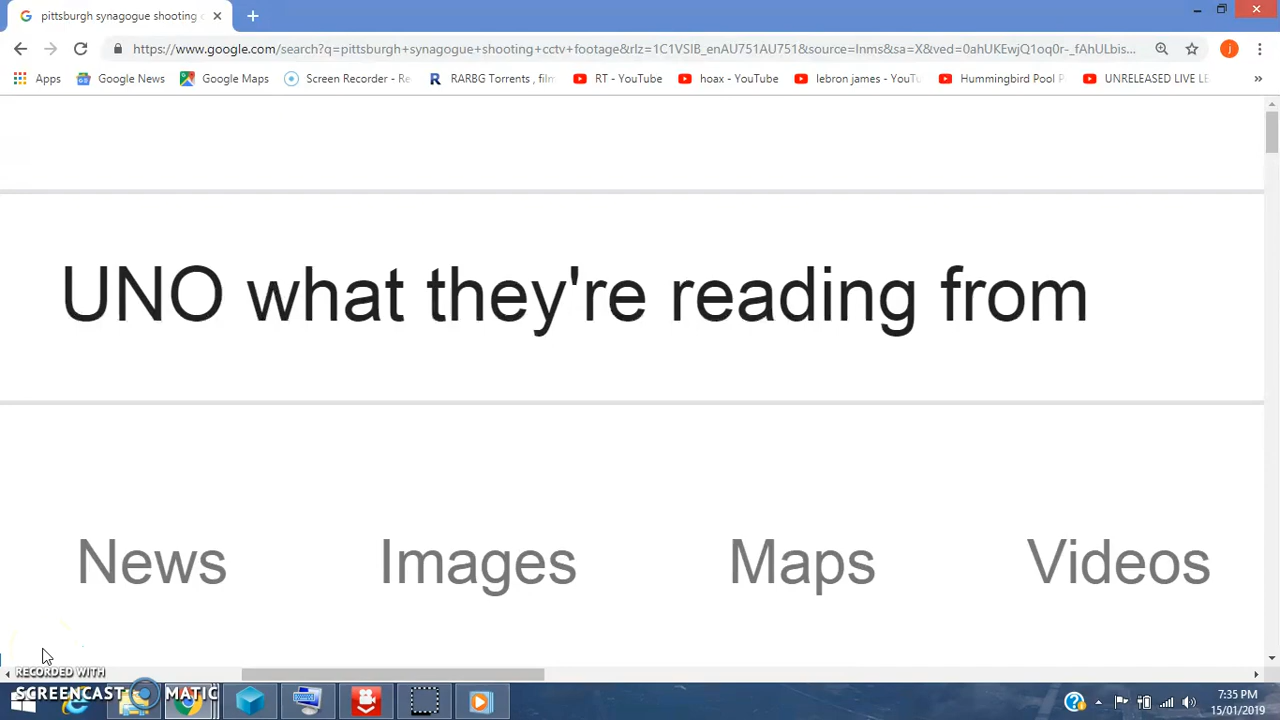 pittsburgh synagogue shooting
https://www.google.com/search?q=pittsburgh+synagogue+shooting+cctv+footage&rlz=1C1VSIB_enAU751AU751&source=lnms&sa=X&ved=0ahUKEwjQ1oq0r-_fAhULbis...
Apps Google News Google Maps Screen Recorder - Re RARBG Torrents , film RT - YouTube hoax - YouTube lebron james - YouTu Hummingbird Pool P UNRELEASED LIVE LE »
UNO what they're reading from
News Images Maps Videos
RECORDED WITH
SCREENCAST MATIC
7:35 PM
15/01/2019